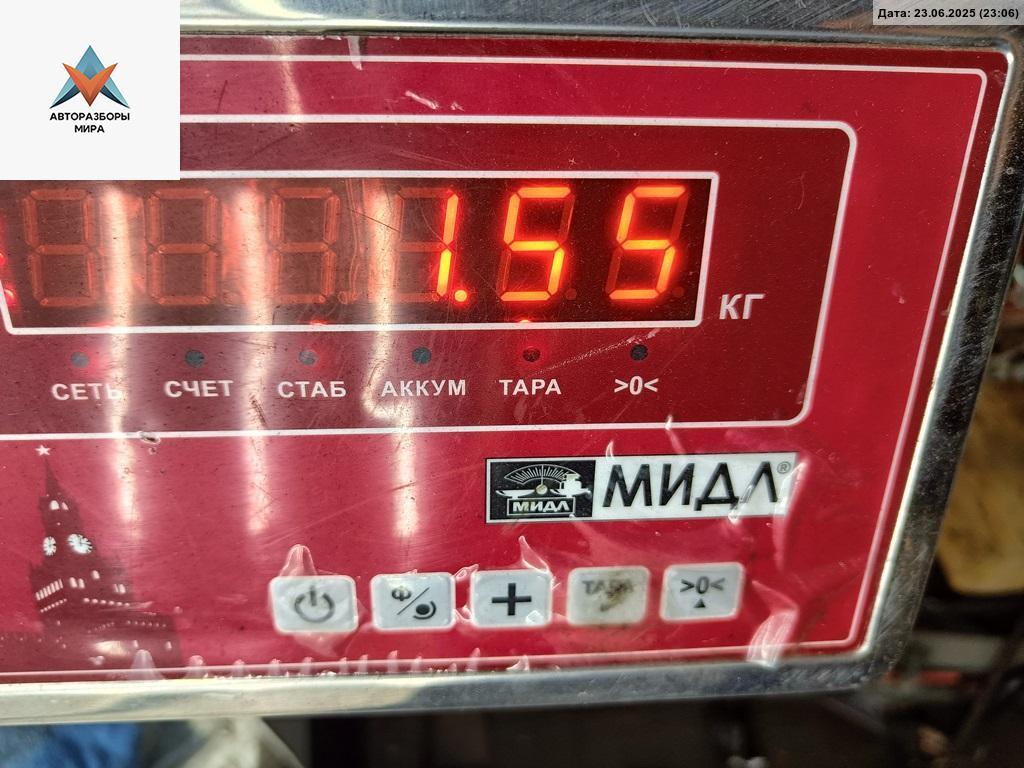 Дата: 23.06.2025 (23:06)
АВТОРАЗБОРЫ
МИРА
1.55
КГ
СЕТЬ СЧЕТ СТАБ АККУМ ТАРА >0<
МИДЛ МИДЛ®
ТАРА >0<